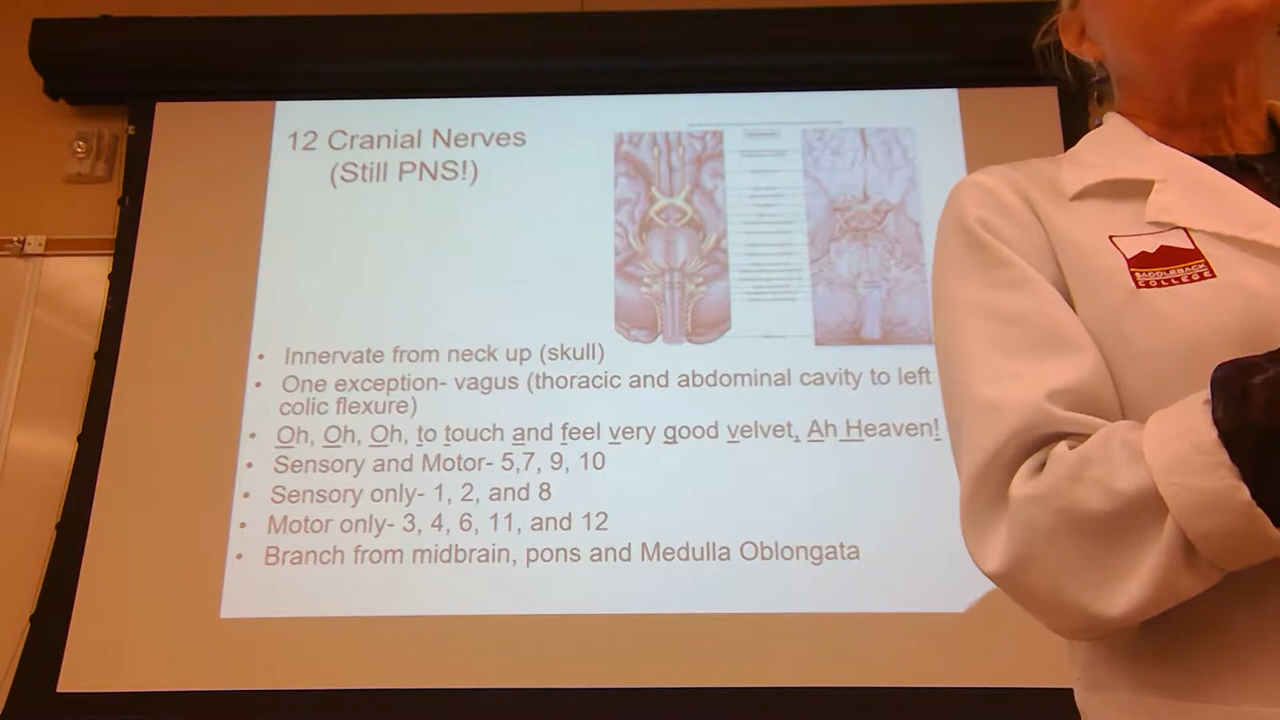 12 Cranial Nerves
(Still PNS!)
• Innervate from neck up (skull)
• One exception- vagus (thoracic and abdominal cavity to left
colic flexure)
• Oh, Oh, Oh, to touch and feel very good velvet, Ah Heaven!
• Sensory and Motor- 5,7, 9, 10
• Sensory only- 1, 2, and 8
• Motor only- 3, 4, 6, 11, and 12
• Branch from midbrain, pons and Medulla Oblongata
SADDLEBACK
COLLEGE